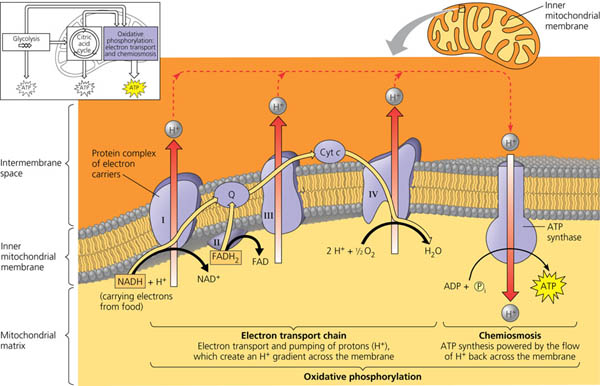 Glycolysis
Citric
acid
cycle
Oxidative
phosphorylation:
electron transport
and chemiosmosis
ATP
ATP
ATP
Inner
mitochondrial
membrane
H+
H+
H+
H+
Intermembrane
space
Protein complex
of electron
carriers
Cyt c
Q
I
II
III
IV
ATP
synthase
Inner
mitochondrial
membrane
FADH2
FAD
2 H+ + ½ O2
H2O
NADH + H+
NAD+
ADP + Pi
ATP
(carrying electrons
from food)
H+
Mitochondrial
matrix
Electron transport chain
Electron transport and pumping of protons (H+),
which create an H+ gradient across the membrane
Chemiosmosis
ATP synthesis powered by the flow
of H+ back across the membrane
Oxidative phosphorylation